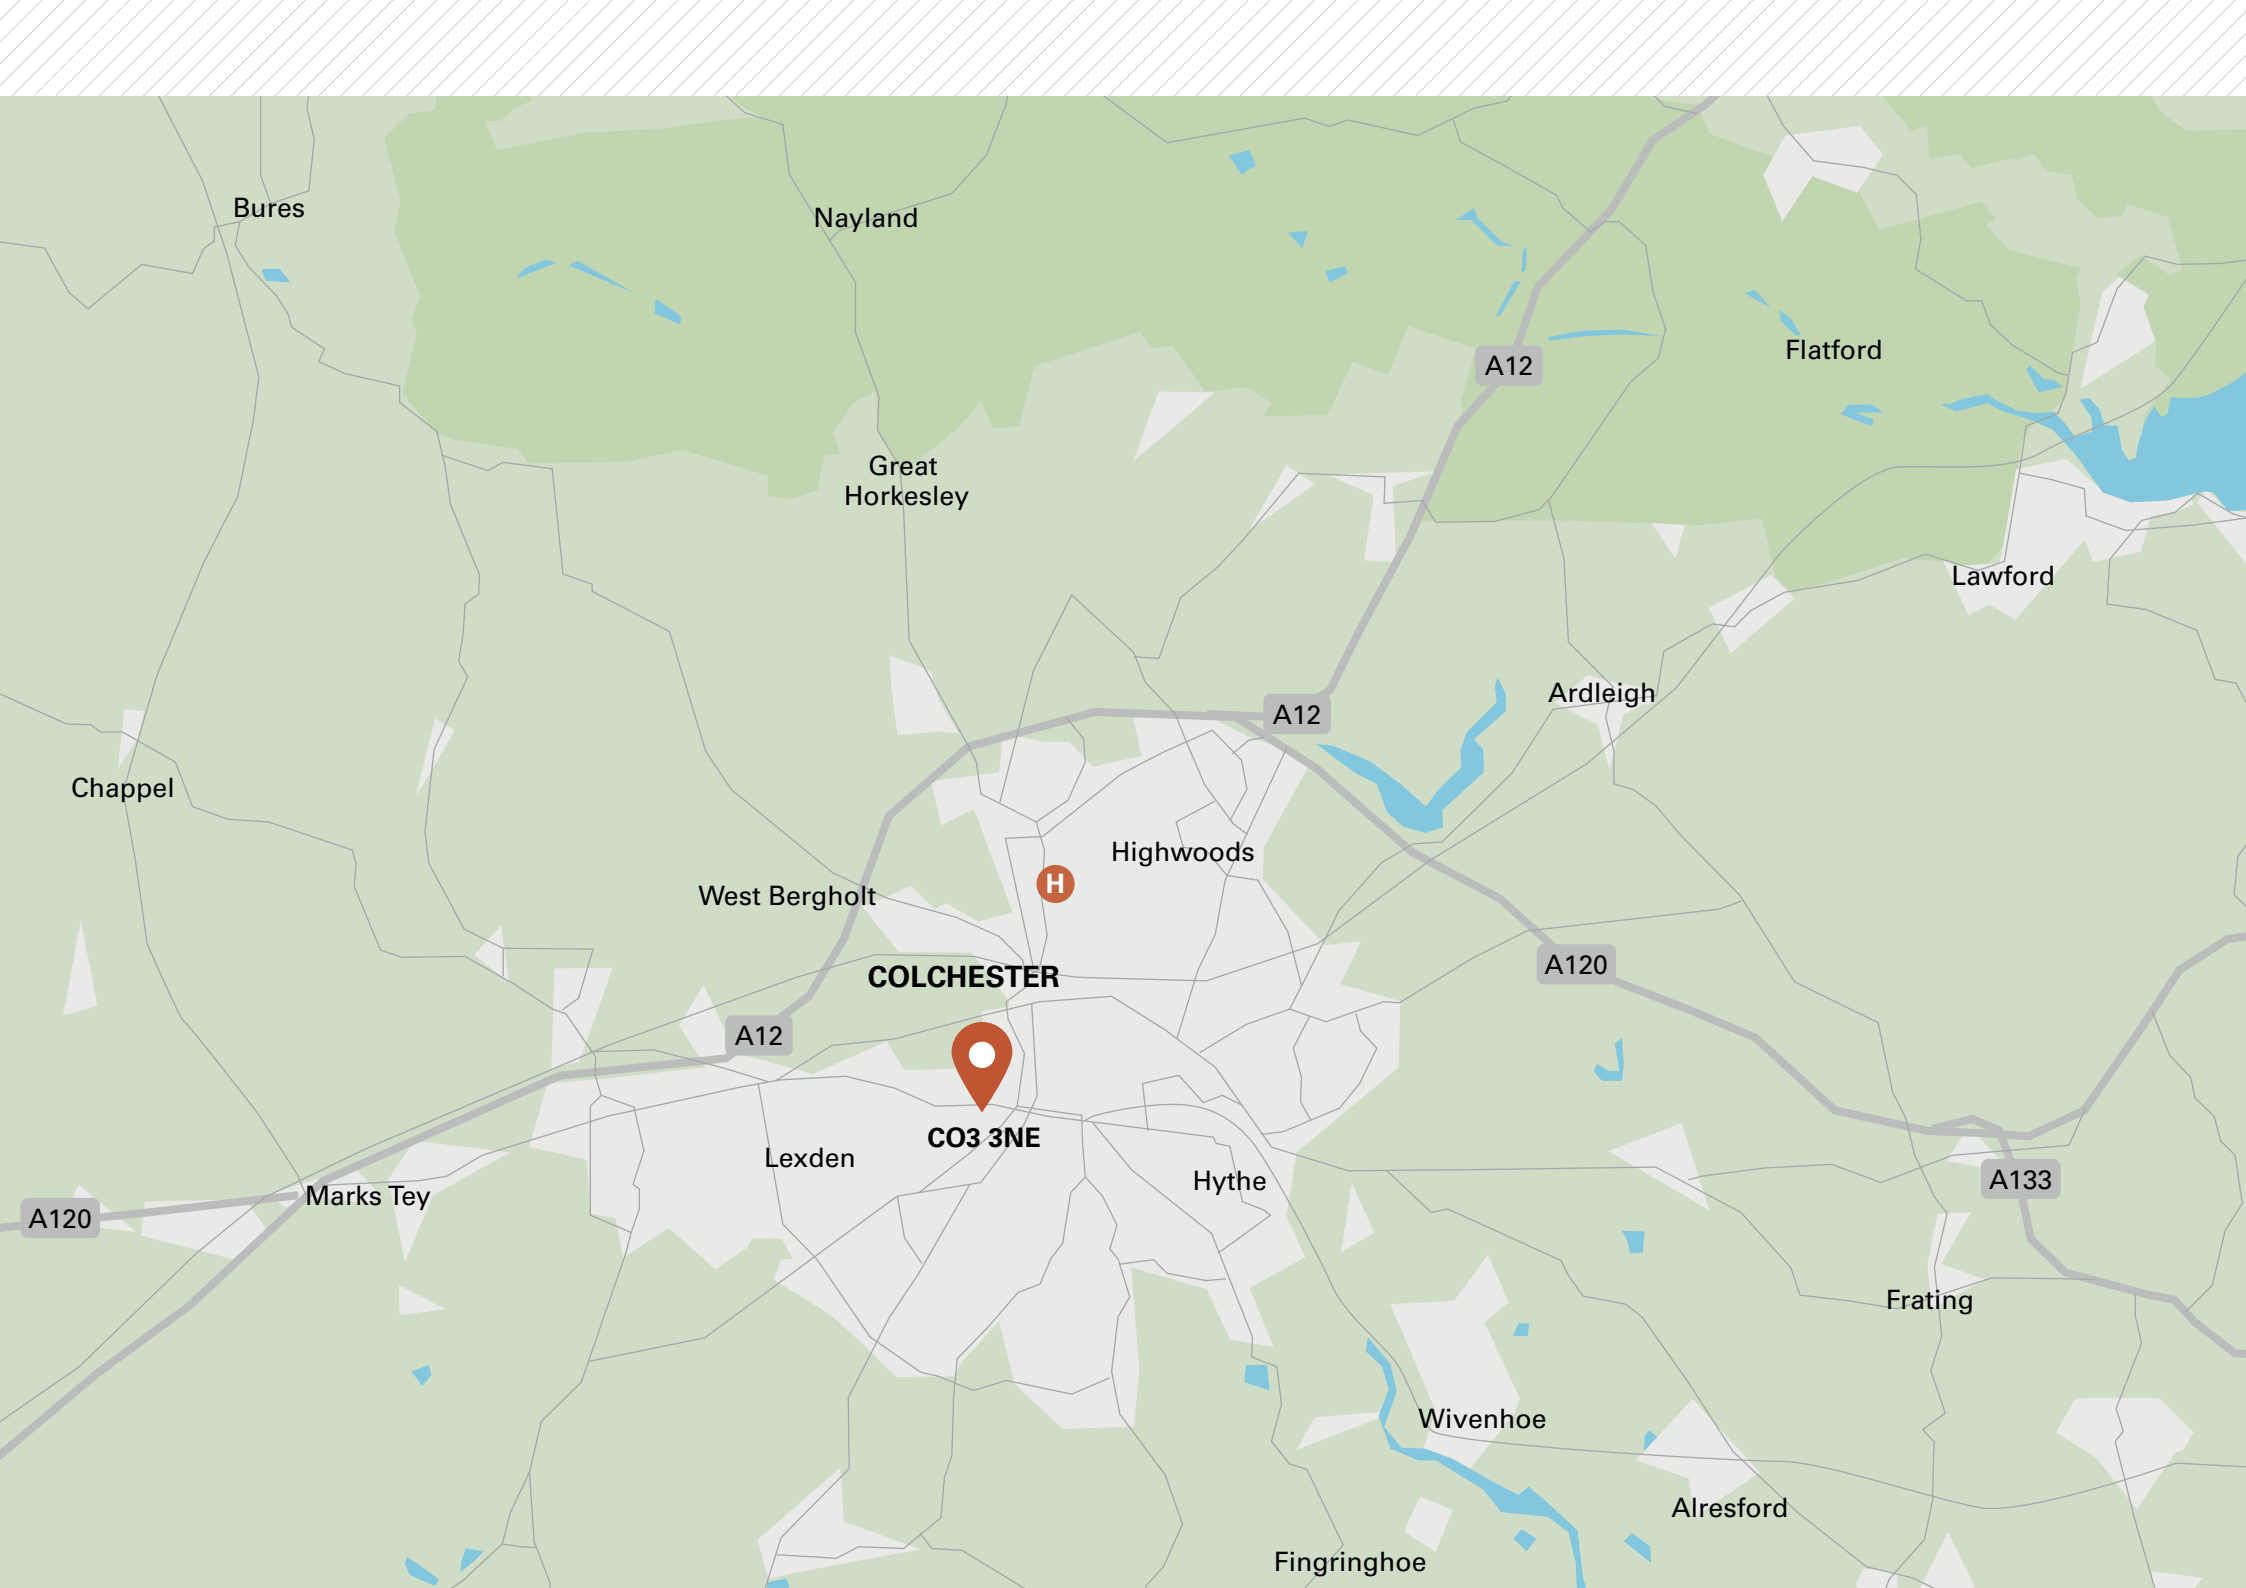 Bures
Nayland
Flatford
A12
Great
Horkesley
Lawford
Ardleigh
A12
Chappel
Highwoods
H
West Bergholt
A120
COLCHESTER
A12
CO3 3NE
Lexden
Hythe
A133
Marks Tey
A120
Frating
Wivenhoe
Alresford
Fingringhoe